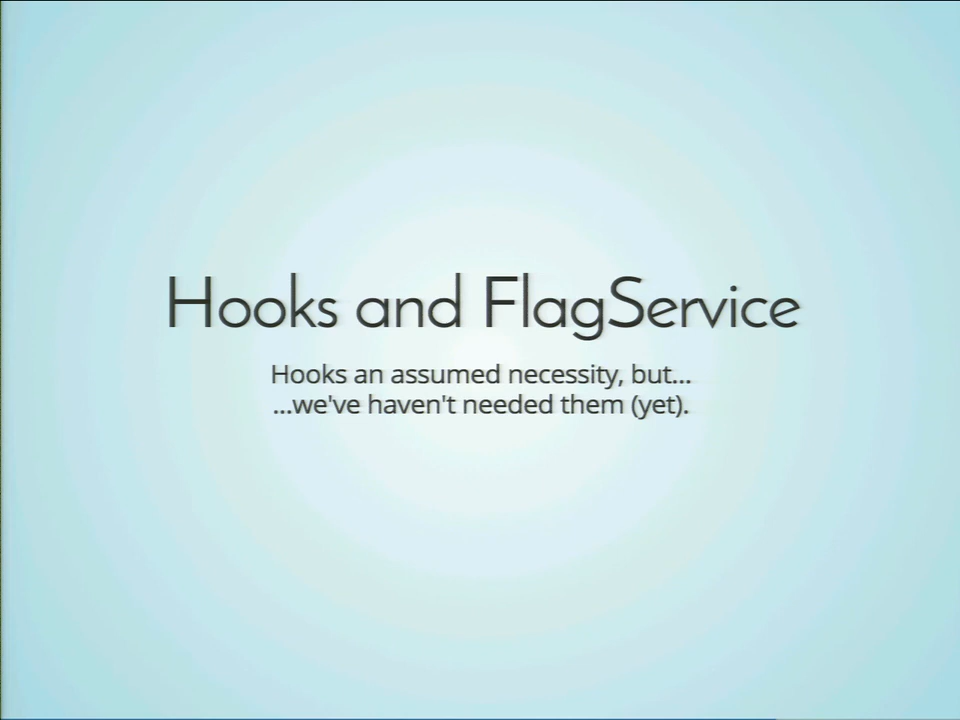 Hooks and FlagService
Hooks an assumed necessity, but...
...we've haven't needed them (yet).